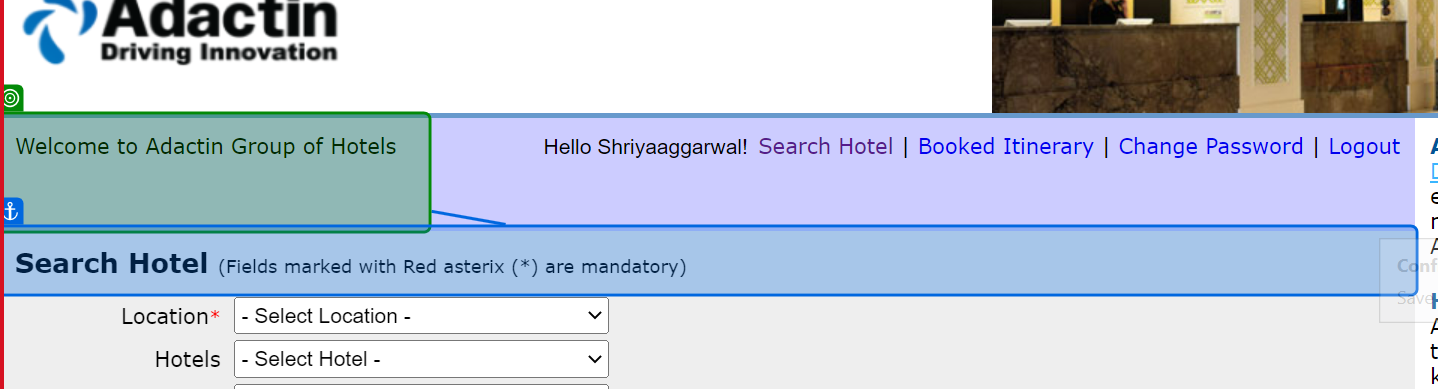 Adactin
Driving Innovation
Welcome to Adactin Group of Hotels
Hello Shriyaaggarwal! Search Hotel | Booked Itinerary | Change Password | Logout
Search Hotel (Fields marked with Red asterix (*) are mandatory)
Conf
Save
Location* - Select Location -
Hotels - Select Hotel -